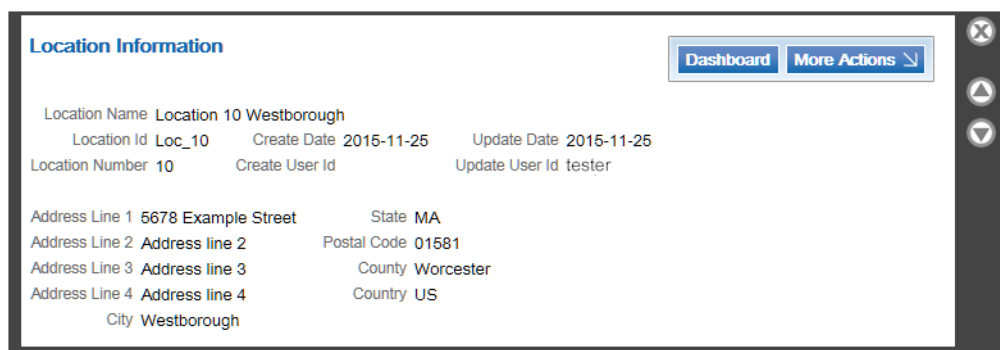 Location Information
Dashboard More Actions
Location Name Location 10 Westborough
Location Id Loc_10 Create Date 2015-11-25 Update Date 2015-11-25
Location Number 10 Create User Id Update User Id tester
Address Line 1 5678 Example Street State MA
Address Line 2 Address line 2 Postal Code 01581
Address Line 3 Address line 3 County Worcester
Address Line 4 Address line 4 Country US
City Westborough